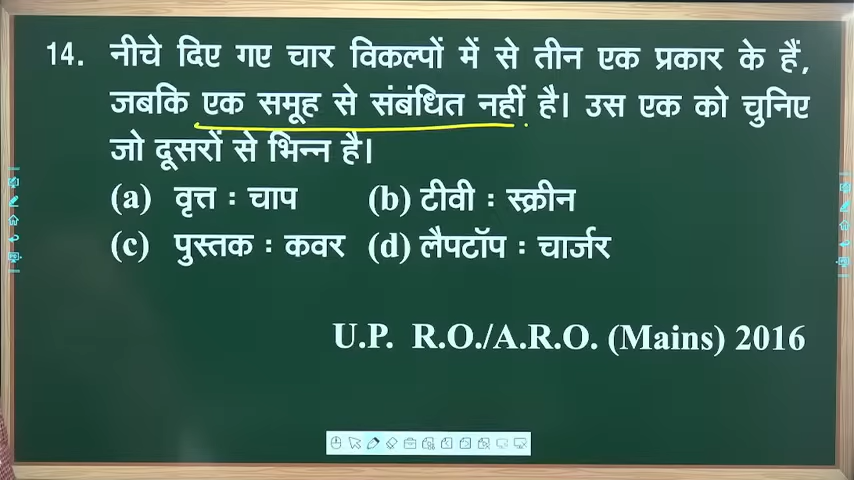 14. नीचे दिए गए चार विकल्पों में से तीन एक प्रकार के हैं,
जबकि एक समूह से संबंधित नहीं है। उस एक को चुनिए
जो दूसरों से भिन्न है।
(a) वृत्त : चाप (b) टीवी : स्क्रीन
(c) पुस्तक : कवर (d) लैपटॉप : चार्जर
U.P. R.O./A.R.O. (Mains) 2016